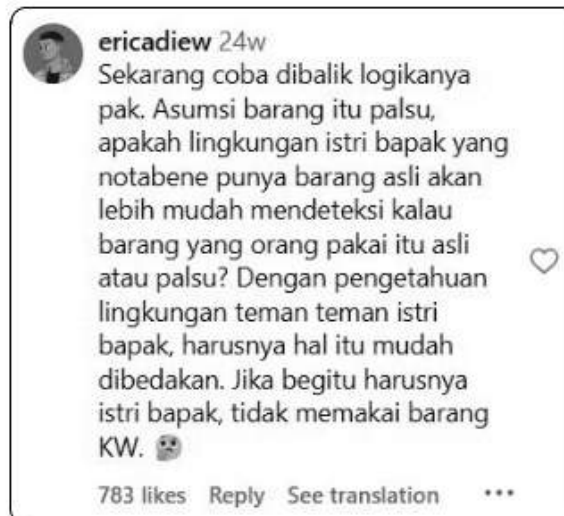 ericadiew 24w
Sekarang coba dibalik logikanya
pak. Asumsi barang itu palsu,
apakah lingkungan istri bapak yang
notabene punya barang asli akan
lebih mudah mendeteksi kalau
barang yang orang pakai itu asli
atau palsu? Dengan pengetahuan
lingkungan teman teman istri
bapak, harusnya hal itu mudah
dibedakan. Jika begitu harusnya
istri bapak, tidak memakai barang
KW. 🤔
783 likes Reply See translation •••